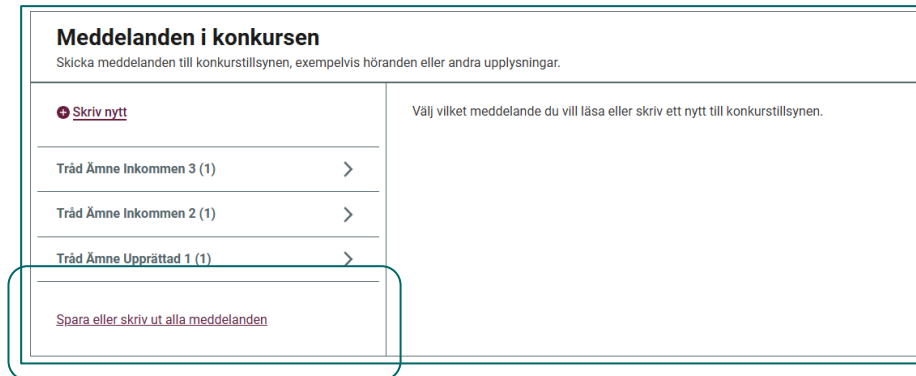 Meddelanden i konkursen
Skicka meddelanden till konkurstillsynen, exempelvis höranden eller andra upplysningar.
Skriv nytt
Välj vilket meddelande du vill läsa eller skriv ett nytt till konkurstillsynen.
Tråd Ämne Inkommen 3 (1)
Tråd Ämne Inkommen 2 (1)
Tråd Ämne Upprättad 1 (1)
Spara eller skriv ut alla meddelanden